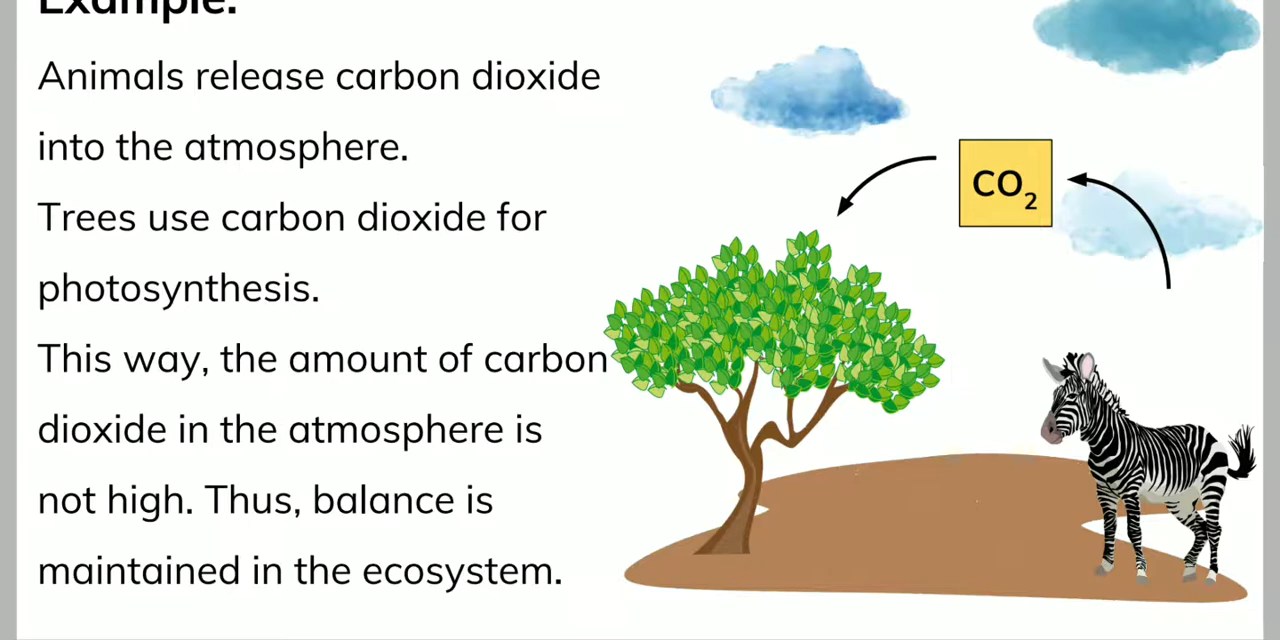 Example:
Animals release carbon dioxide
into the atmosphere.
Trees use carbon dioxide for
photosynthesis.
This way, the amount of carbon
dioxide in the atmosphere is
not high. Thus, balance is
maintained in the ecosystem.
CO₂